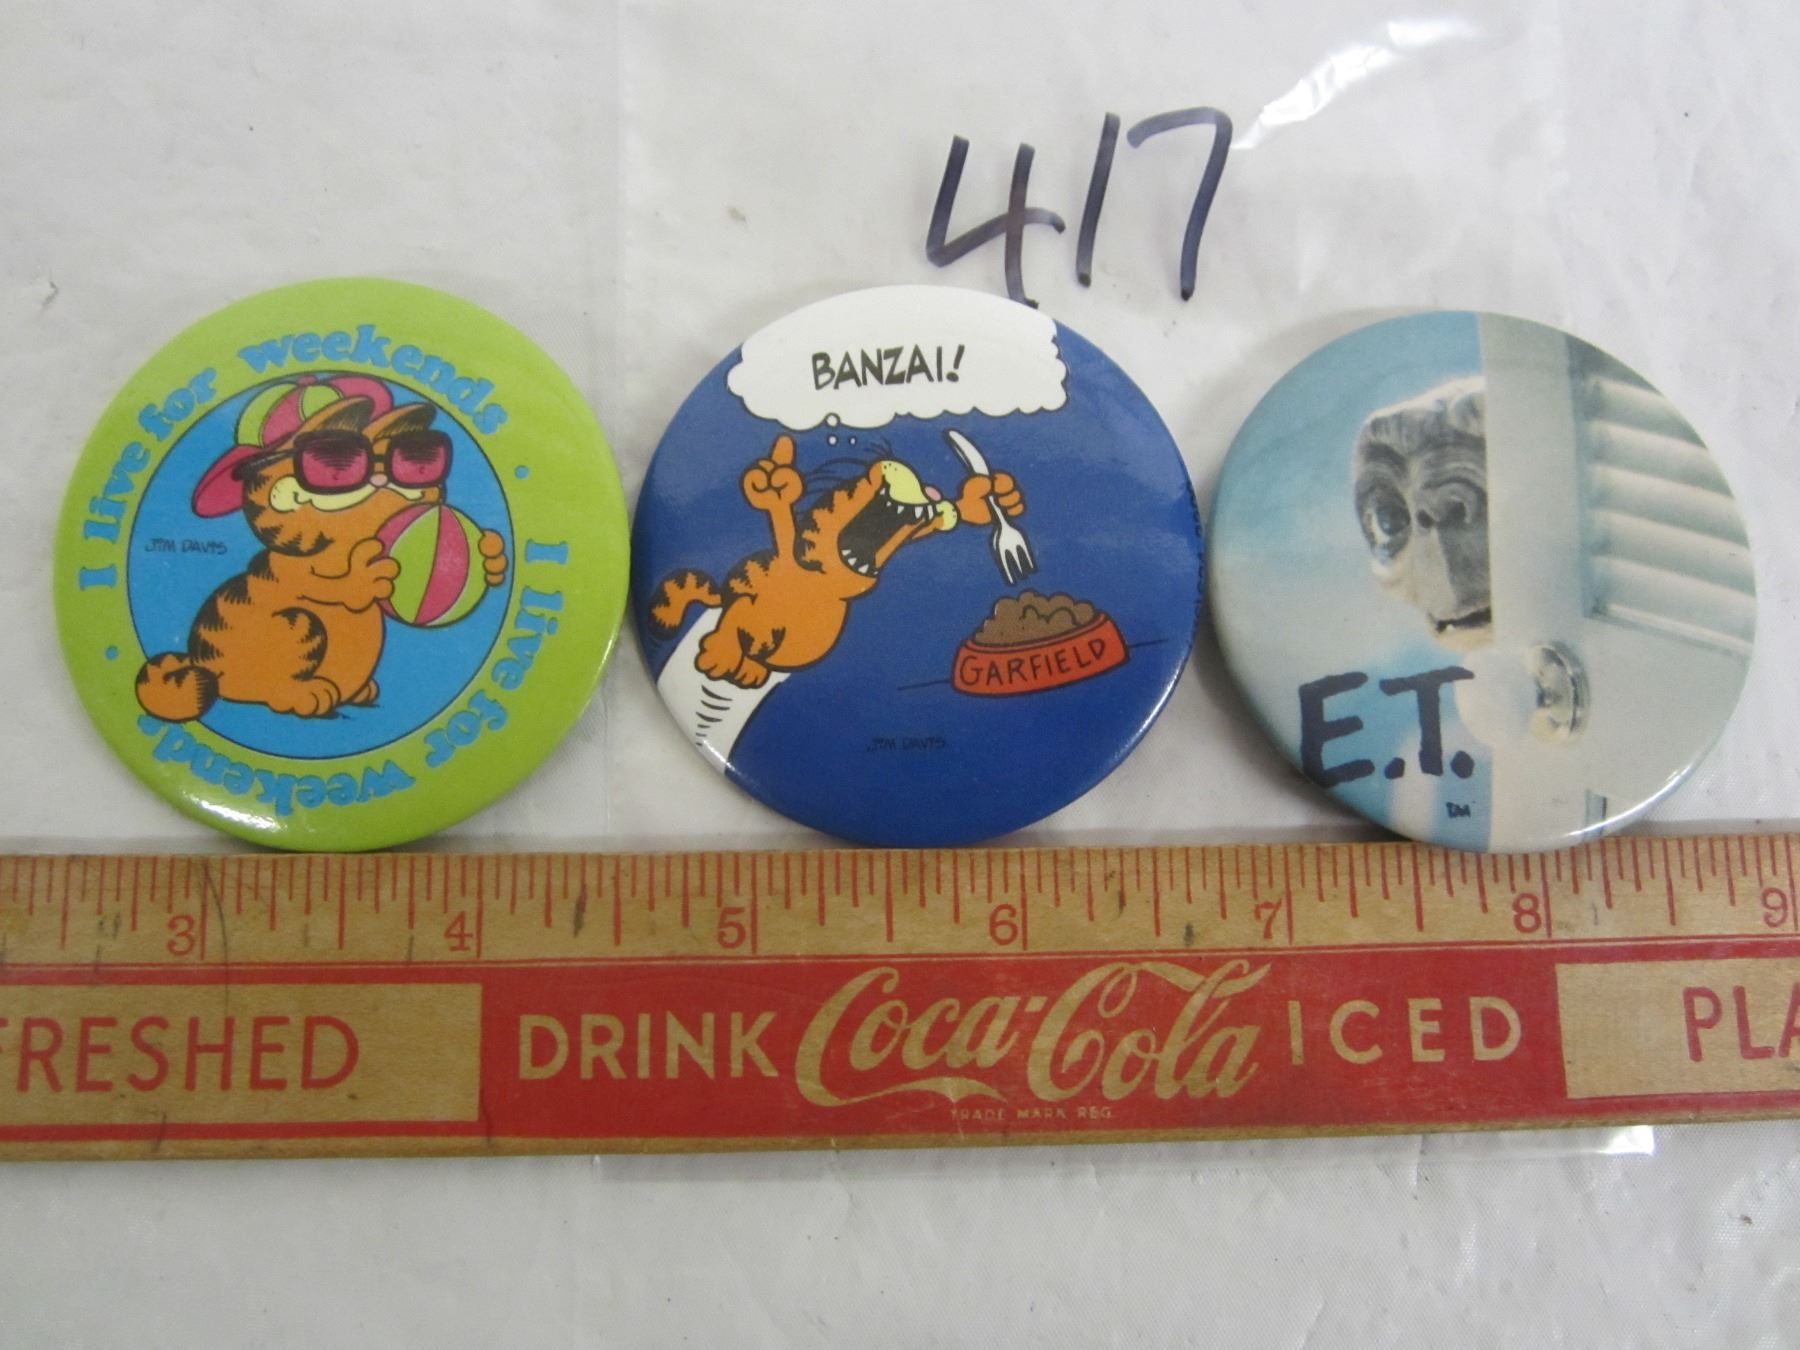 417
I live for weekends • I live for weekends •
JIM DAVIS
BANZAI!
GARFIELD
JIM DAVIS
E.T.
TM
3 4 5 6 7 8 9
FRESHED DRINK Coca-Cola ICED PLA
TRADE MARK REG.